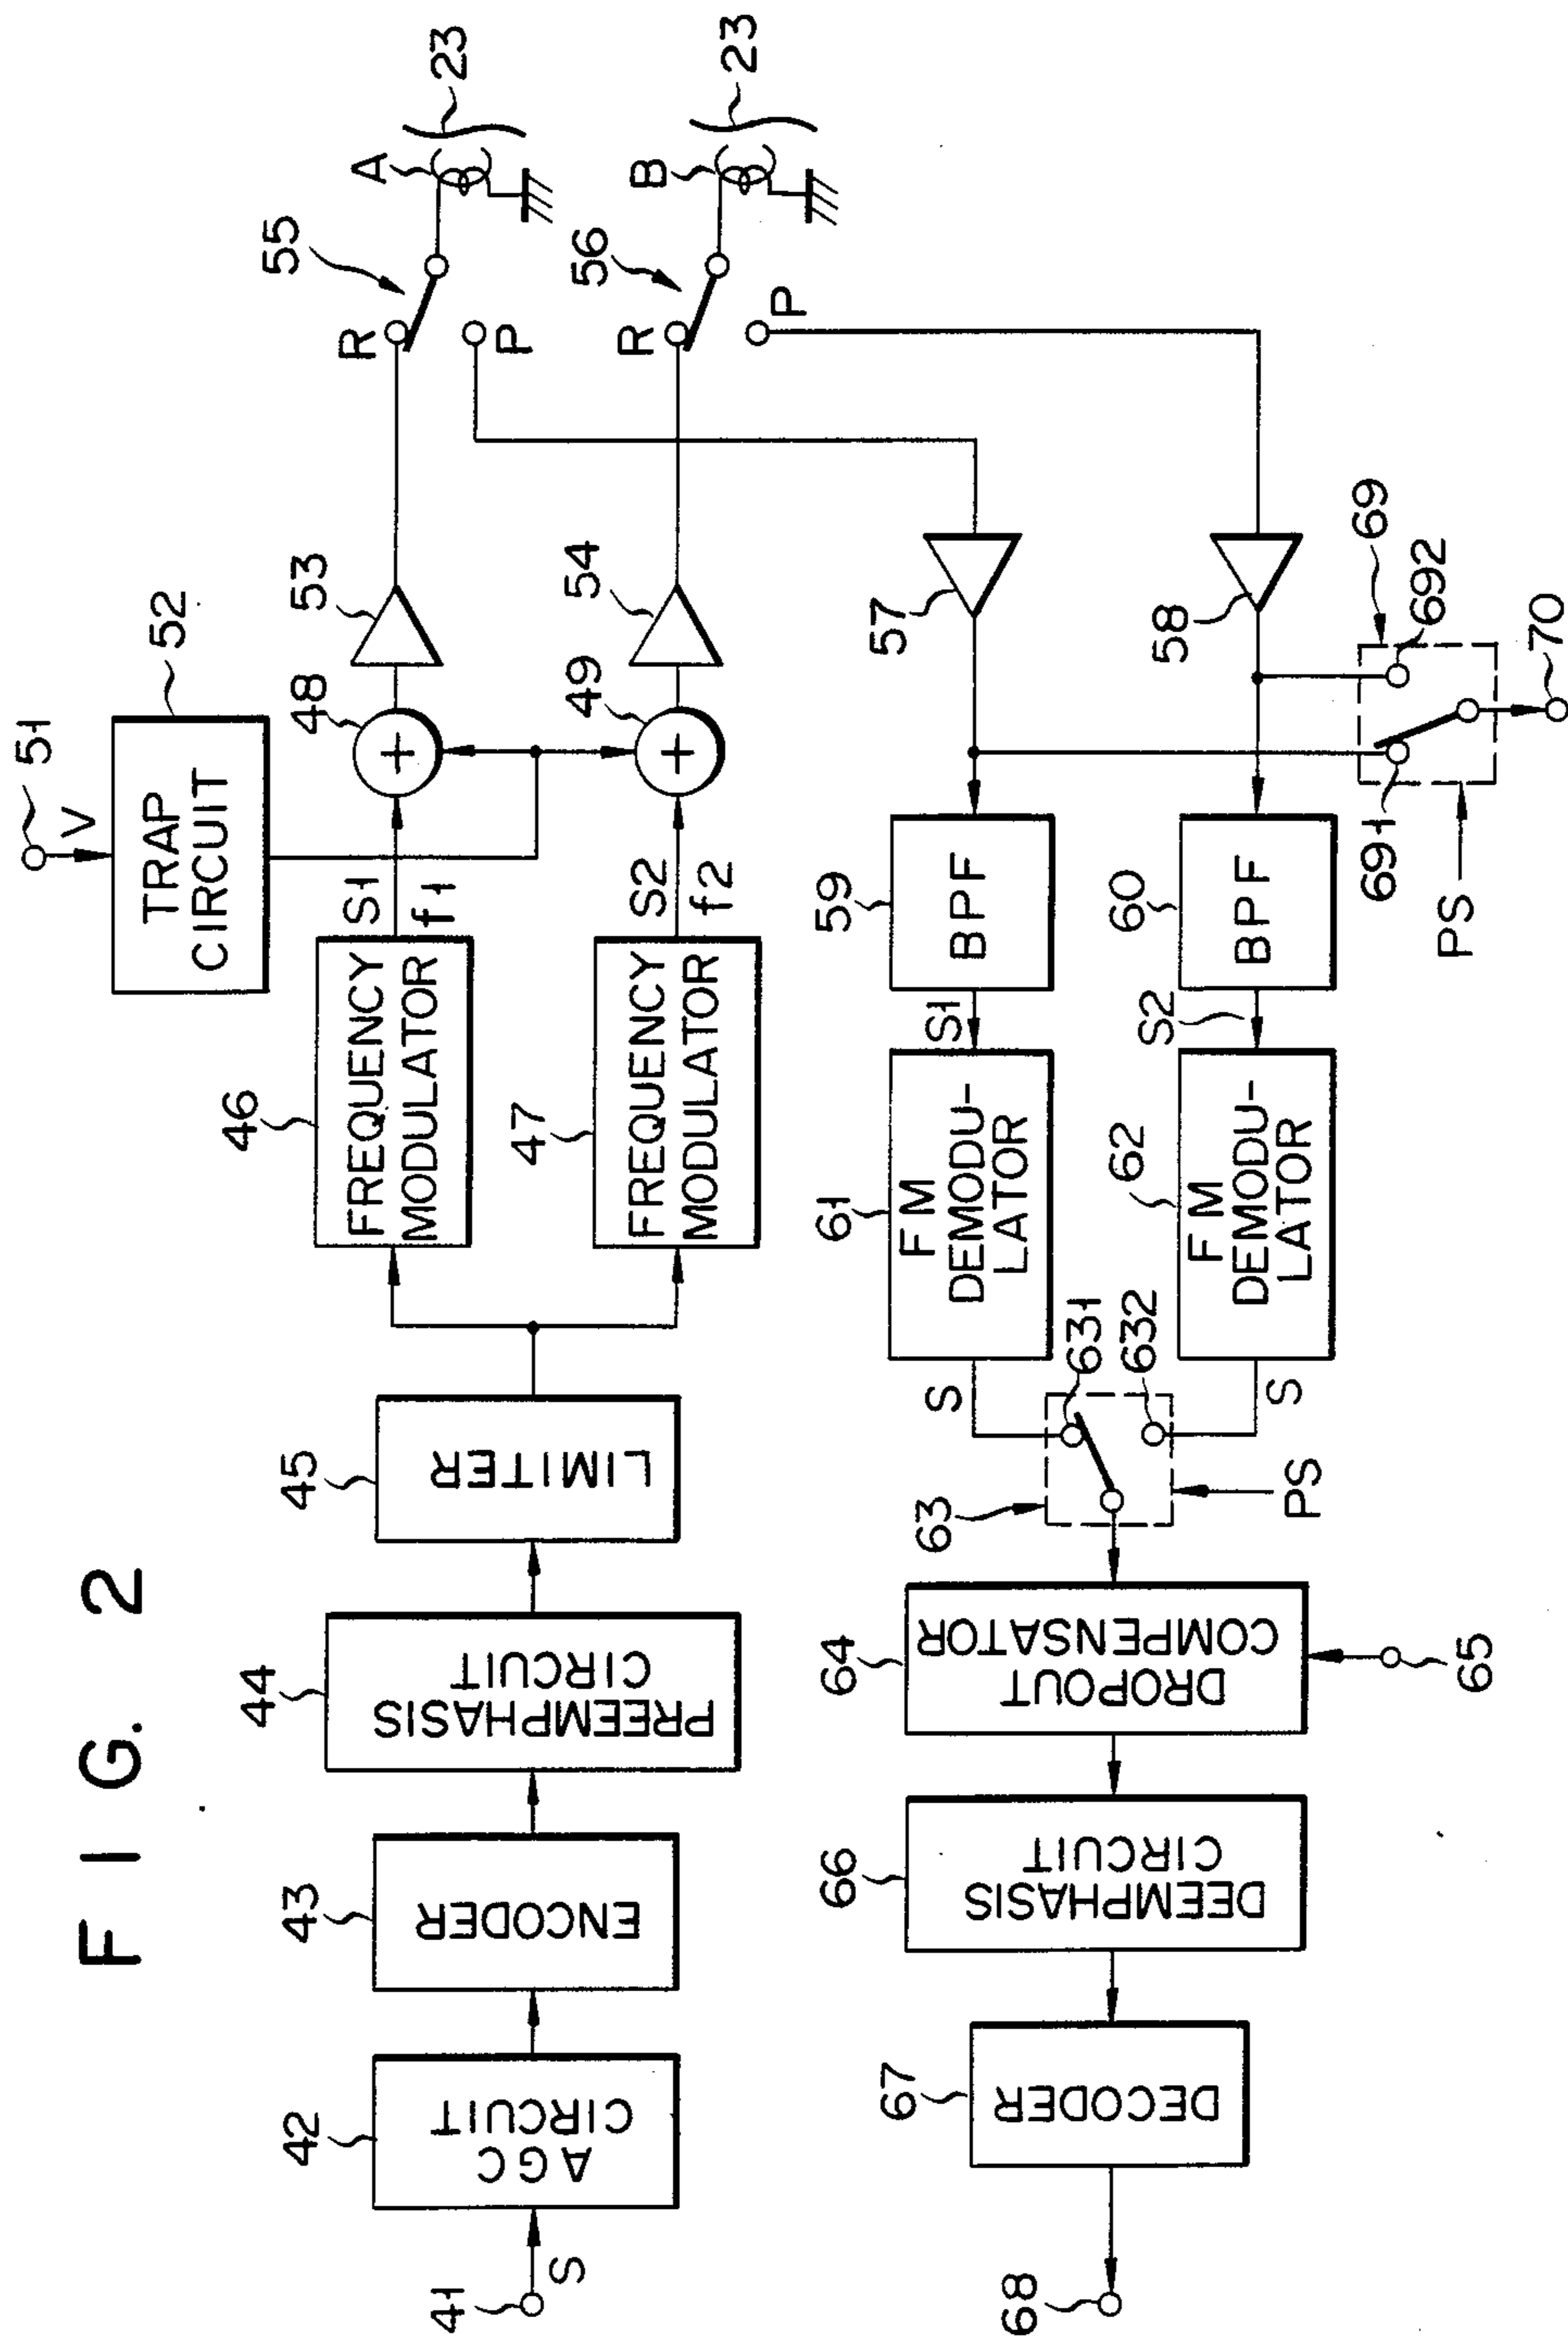 FIG. 2
51
V
TRAP
CIRCUIT
52
41
S
42
AGC
CIRCUIT
43
ENCODER
44
PREEMPHASIS
CIRCUIT
45
LIMITER
46
FREQUENCY
MODULATOR
S1
f1
47
FREQUENCY
MODULATOR
S2
f2
48
+
49
+
53
54
55
R
P
A
23
56
R
P
B
23
57
58
59
BPF
S1
60
BPF
S2
61
FM
DEMODU-
LATOR
S
62
FM
DEMODU-
LATOR
S
63
631
632
PS
64
DROPOUT
COMPENSATOR
65
66
DEEMPHASIS
CIRCUIT
67
DECODER
68
69
691
692
PS
70